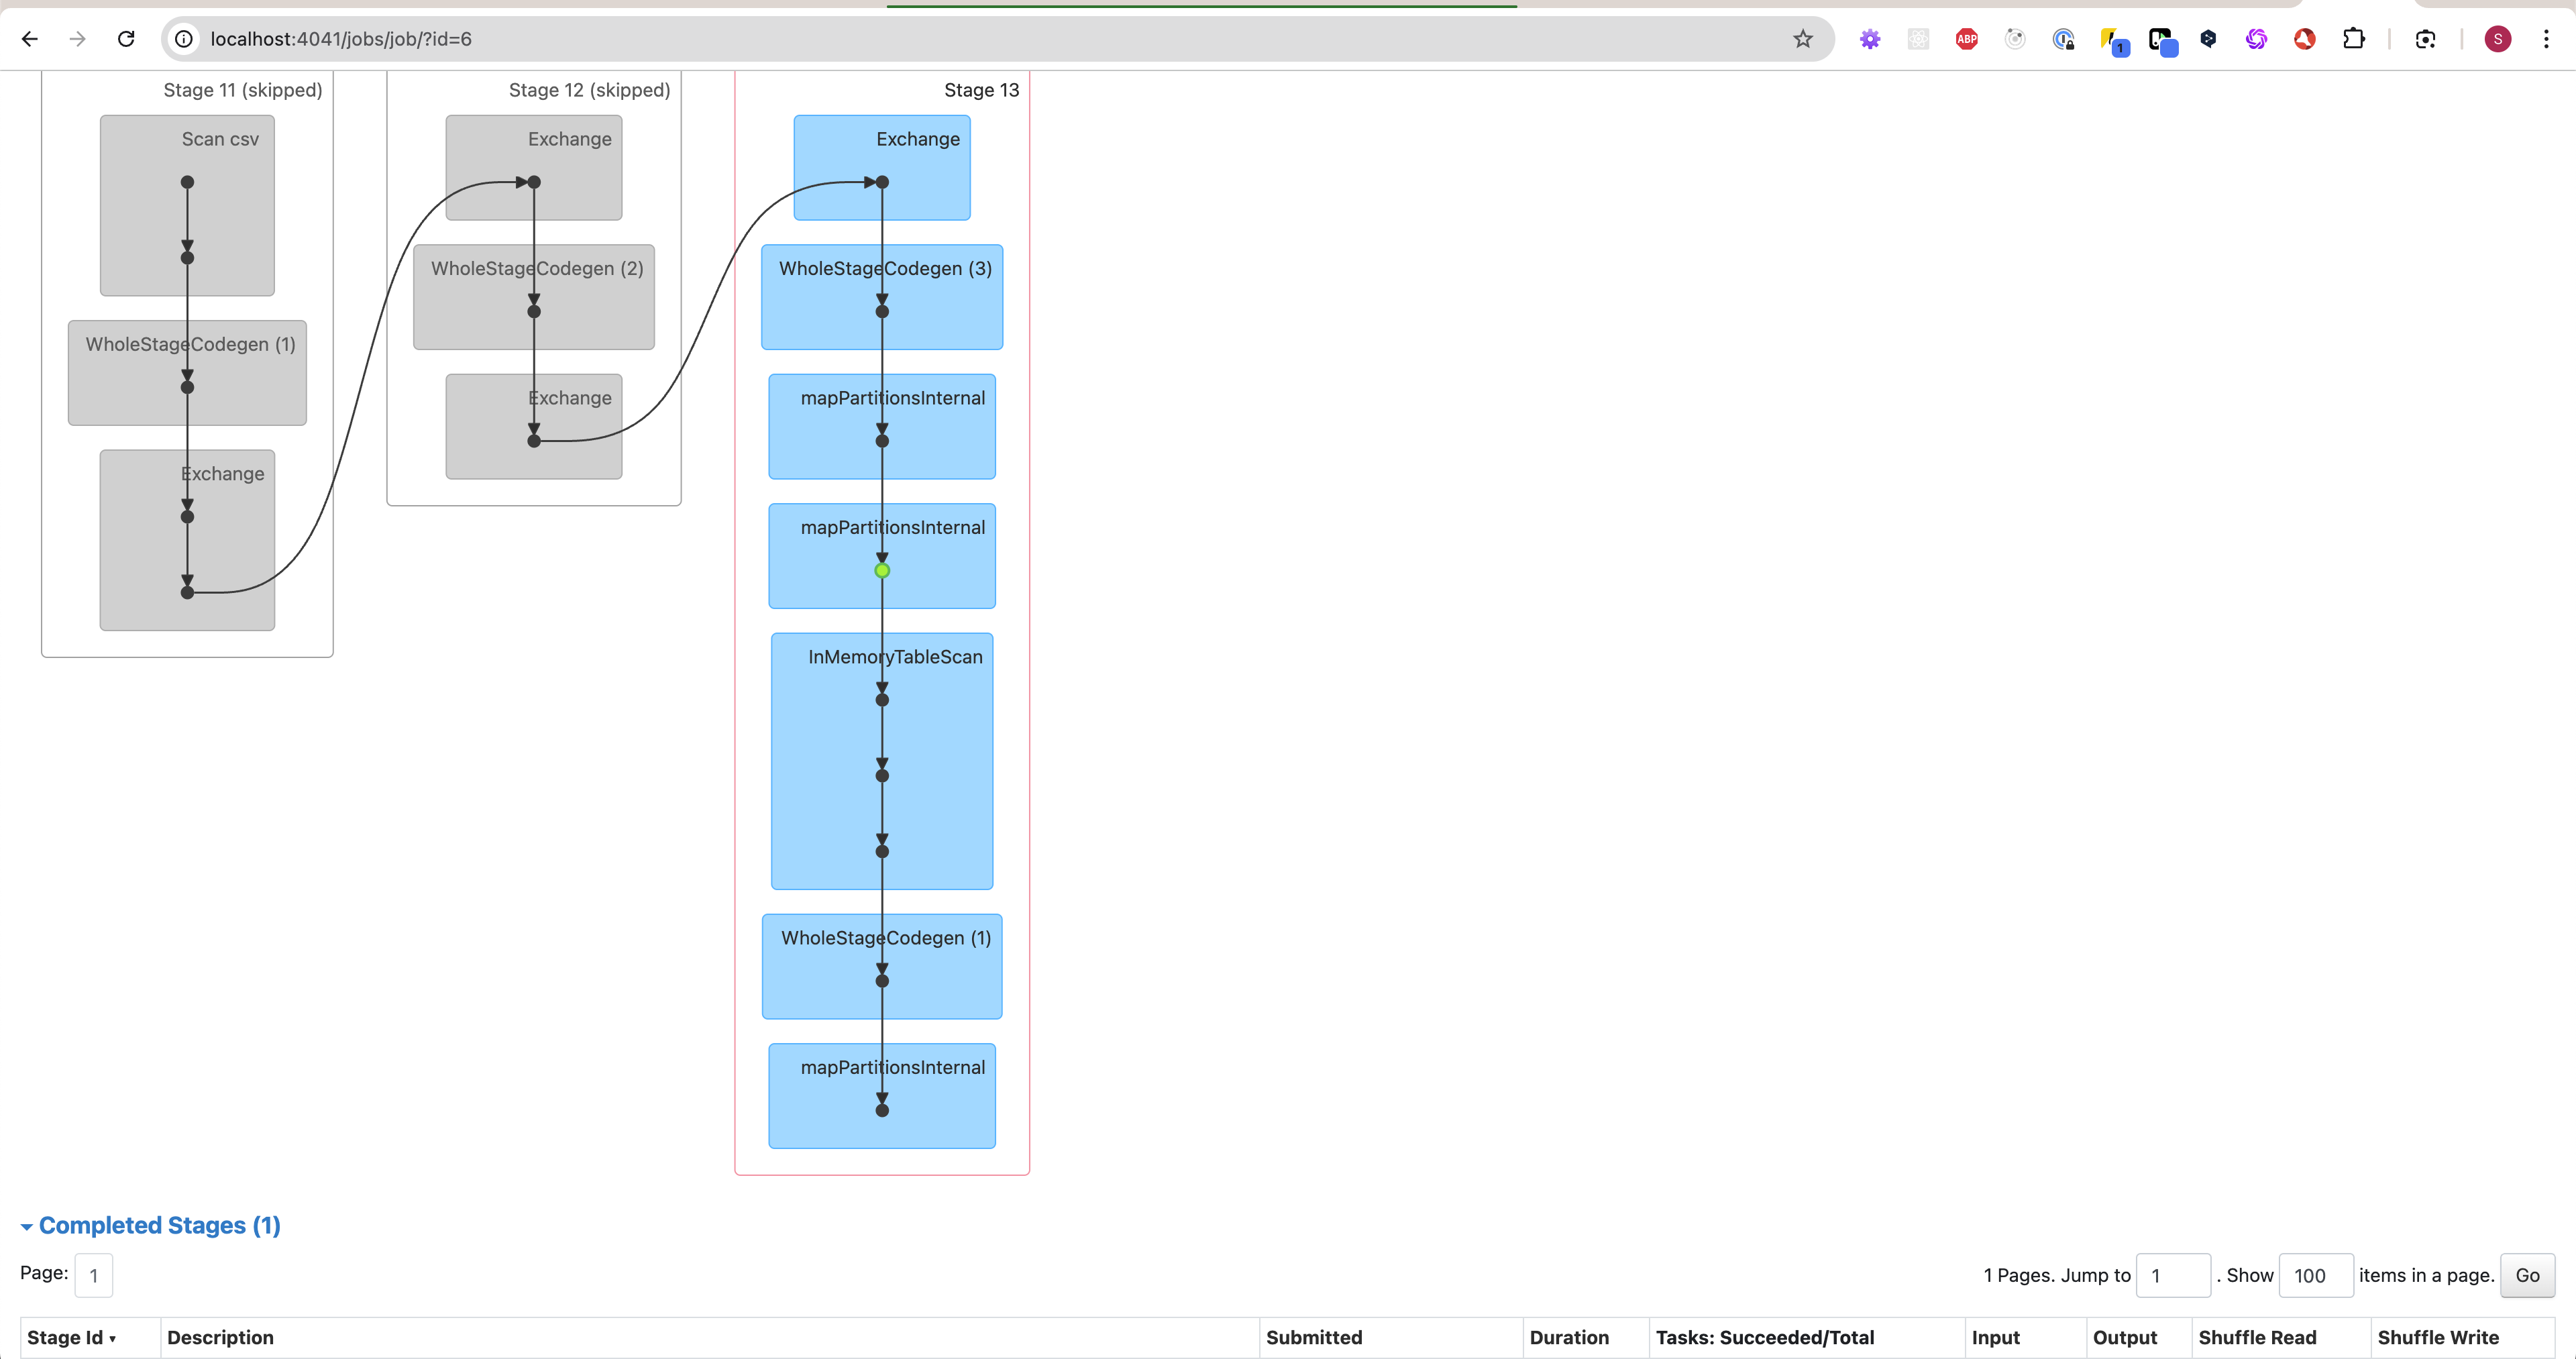 localhost:4041/jobs/job/?id=6
ABP
1
S
Stage 11 (skipped)
Stage 12 (skipped)
Stage 13
Scan csv
Exchange
Exchange
WholeStageCodegen (2)
WholeStageCodegen (3)
WholeStageCodegen (1)
Exchange
mapPartitionsInternal
Exchange
mapPartitionsInternal
InMemoryTableScan
WholeStageCodegen (1)
mapPartitionsInternal
Completed Stages (1)
Page: 1
1 Pages. Jump to 1 . Show 100 items in a page. Go
Stage Id ▾ Description Submitted Duration Tasks: Succeeded/Total Input Output Shuffle Read Shuffle Write